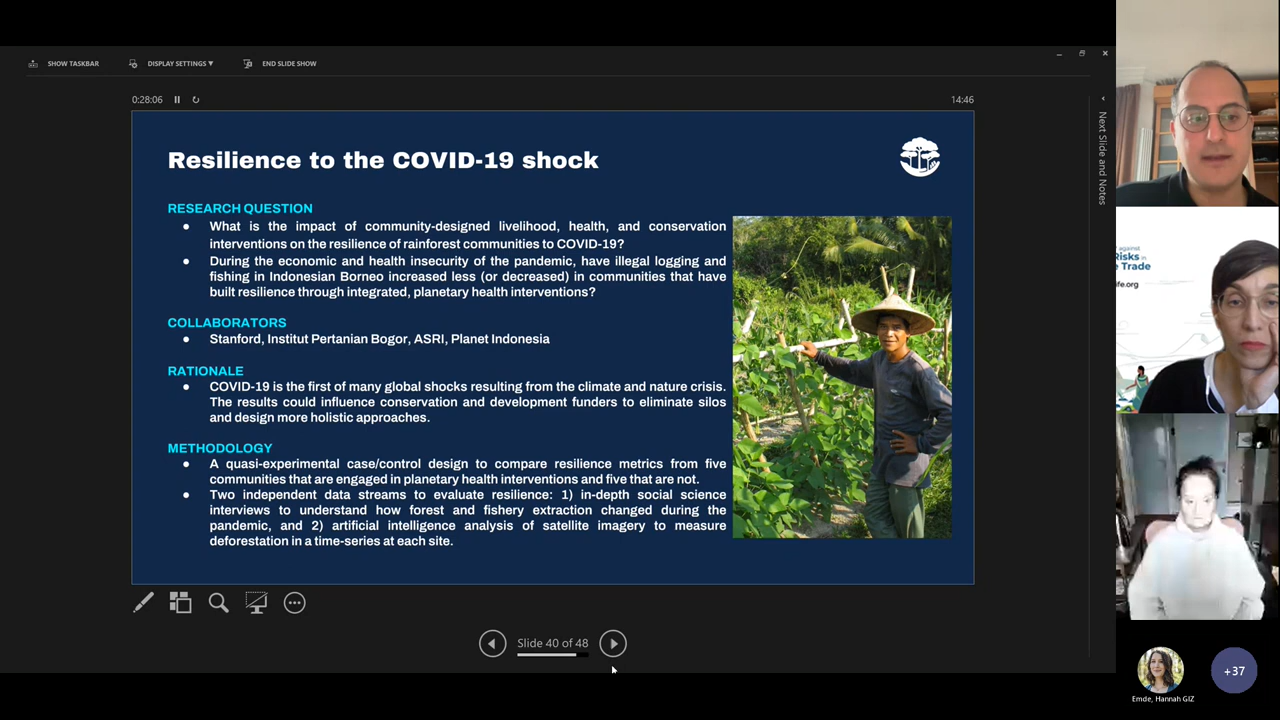 SHOW TASKBAR
DISPLAY SETTINGS ▾
END SLIDE SHOW
0:28:06
14:46
Next Slide and Notes
Resilience to the COVID-19 shock
RESEARCH QUESTION
● What is the impact of community-designed livelihood, health, and conservation
interventions on the resilience of rainforest communities to COVID-19?
● During the economic and health insecurity of the pandemic, have illegal logging and
fishing in Indonesian Borneo increased less (or decreased) in communities that have
built resilience through integrated, planetary health interventions?
COLLABORATORS
● Stanford, Institut Pertanian Bogor, ASRI, Planet Indonesia
RATIONALE
● COVID-19 is the first of many global shocks resulting from the climate and nature crisis.
The results could influence conservation and development funders to eliminate silos
and design more holistic approaches.
METHODOLOGY
● A quasi-experimental case/control design to compare resilience metrics from five
communities that are engaged in planetary health interventions and five that are not.
● Two independent data streams to evaluate resilience: 1) in-depth social science
interviews to understand how forest and fishery extraction changed during the
pandemic, and 2) artificial intelligence analysis of satellite imagery to measure
deforestation in a time-series at each site.
Slide 40 of 48
against
Risks in
Trade
ife.org
Emde, Hannah GIZ
+37